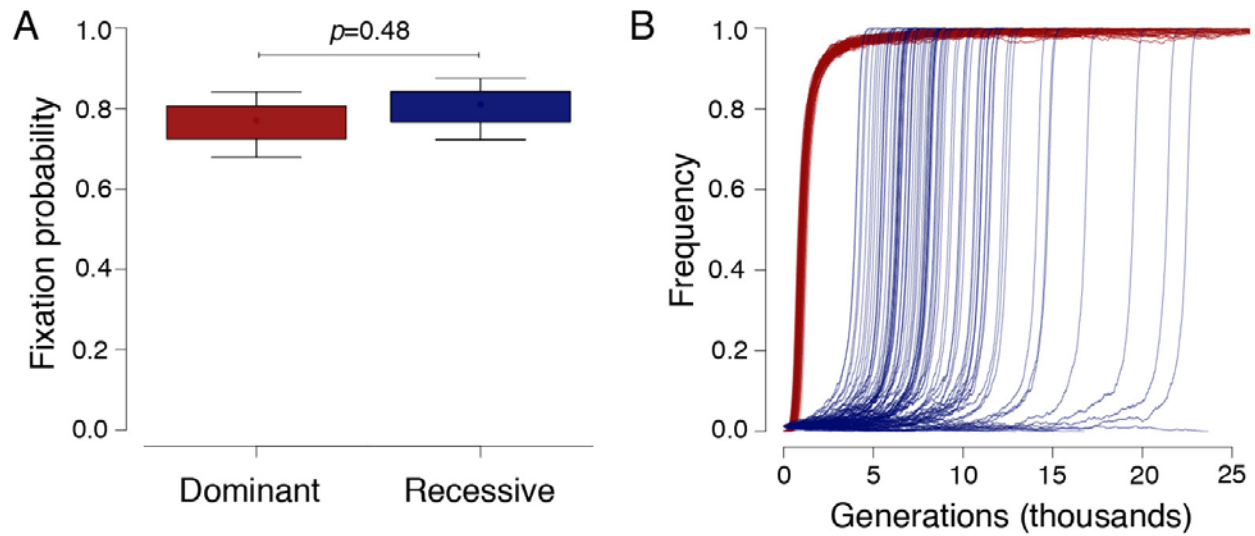 A
p=0.48
Fixation probability
1.0
0.8
0.6
0.4
0.2
0.0
Dominant
Recessive
B
Frequency
1.0
0.8
0.6
0.4
0.2
0.0
0
5
10
15
20
25
Generations (thousands)